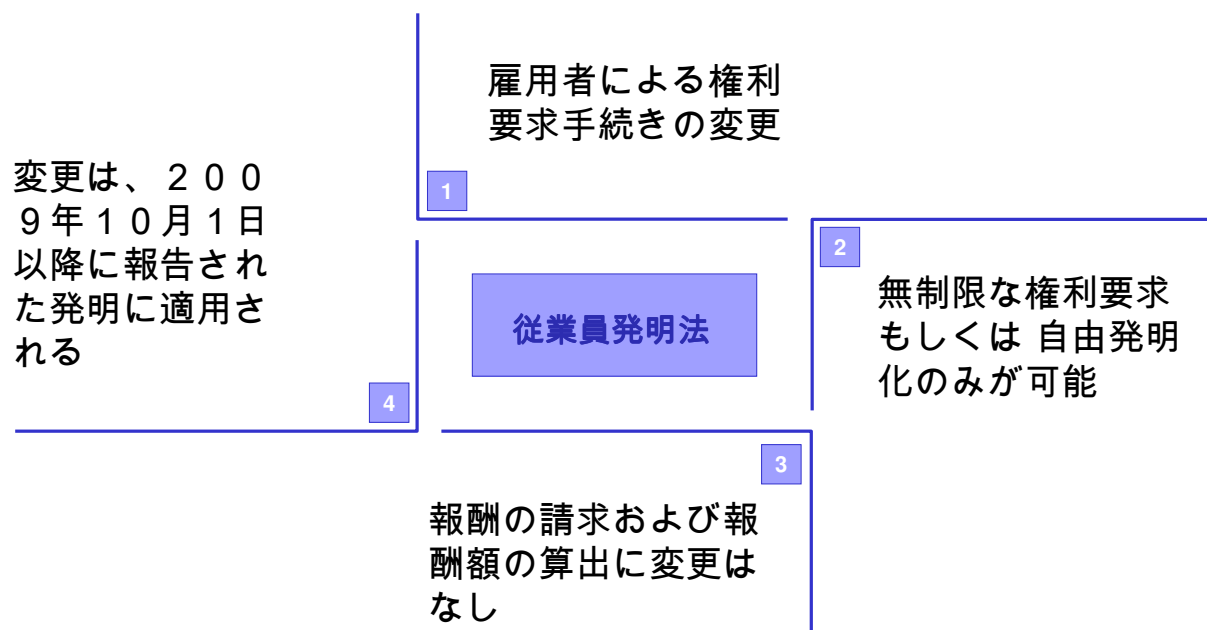 雇用者による権利
要求手続きの変更
1
2
無制限な権利要求
もしくは 自由発明
化のみが可能
従業員発明法
3
報酬の請求および報
酬額の算出に変更は
なし
変更は、２００
９年１０月１日
以降に報告され
た発明に適用さ
れる
4